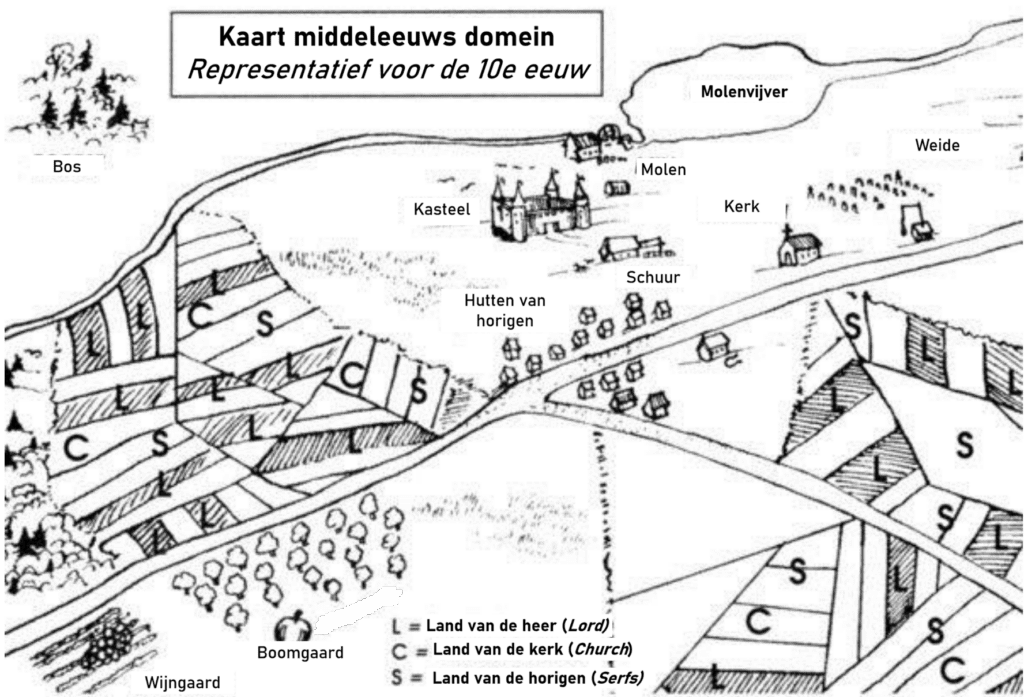 Kaart middeleeuws domein
Representatief voor de 10e eeuw
Bos
Molenvijver
Molen
Weide
Kasteel
Kerk
Schuur
Hutten van
horigen
L
L
L
C
S
L
L
L
C
S
C
S
L
L
L
L
L
S
L
L
L
S
L
S
L
S
L
C
S
L
C
L = Land van de heer (Lord)
C = Land van de kerk (Church)
S = Land van de horigen (Serfs)
Boomgaard
Wijngaard